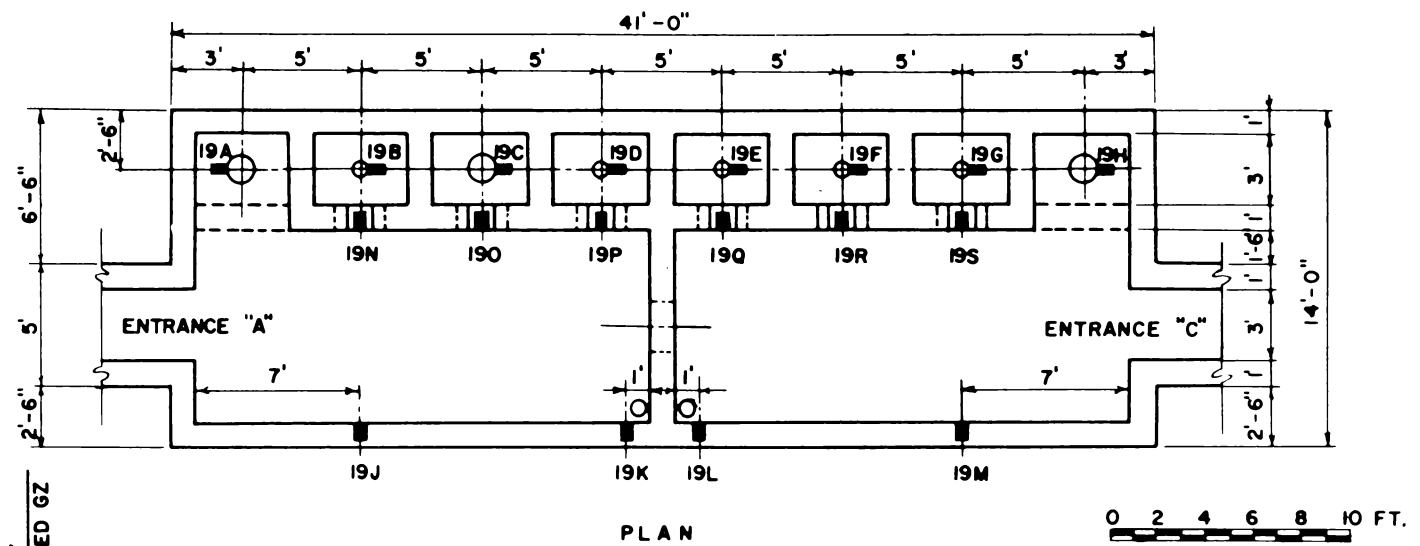 41'-0"
3' 5' 5' 5' 5' 5' 5' 5' 3'
2'-6"
6'-6"
5'
2'-6"
19A 19B 19C 19D 19E 19F 19G 19H
1'
3'
1'
1'-6"
1'
3'
1'
2'-6"
14'-0"
19N 19O 19P 19Q 19R 19S
ENTRANCE "A"
ENTRANCE "C"
7' 1' 1' 7'
19J 19K 19L 19M
ED GZ
PLAN
0 2 4 6 8 10 FT.